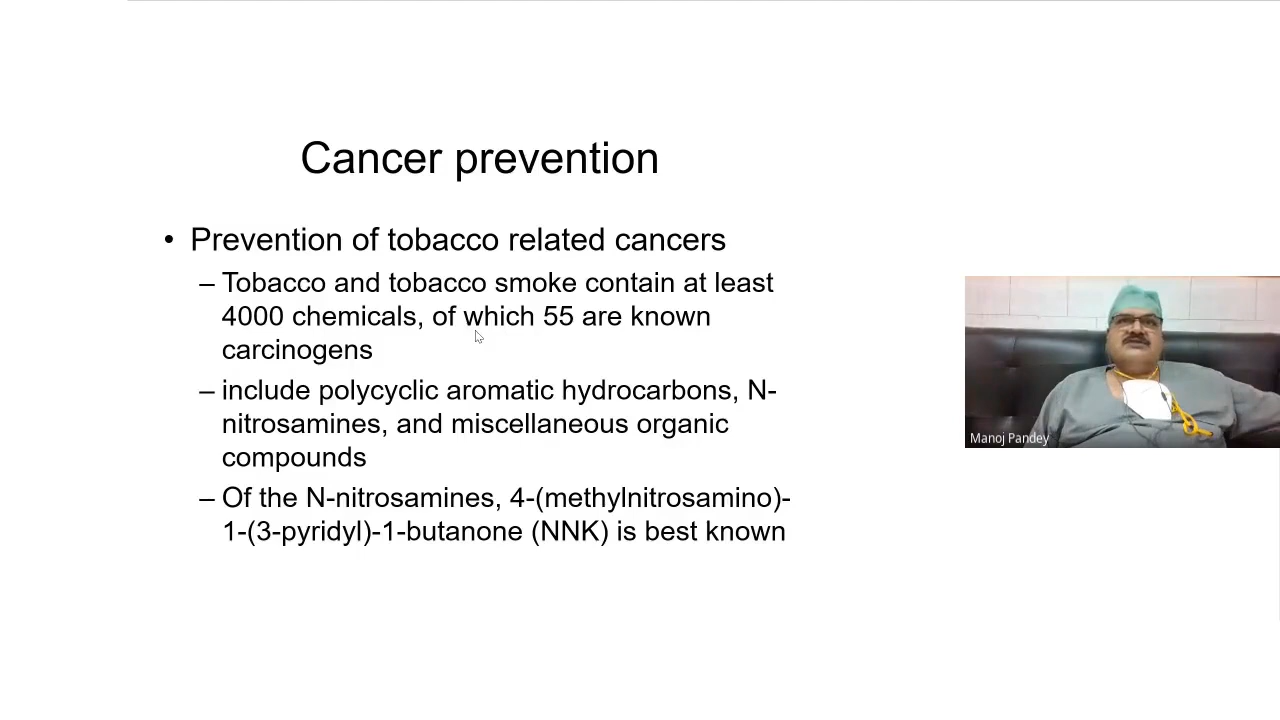 Cancer prevention
• Prevention of tobacco related cancers
– Tobacco and tobacco smoke contain at least
4000 chemicals, of which 55 are known
carcinogens
– include polycyclic aromatic hydrocarbons, N-
nitrosamines, and miscellaneous organic
compounds
– Of the N-nitrosamines, 4-(methylnitrosamino)-
1-(3-pyridyl)-1-butanone (NNK) is best known
Manoj Pandey